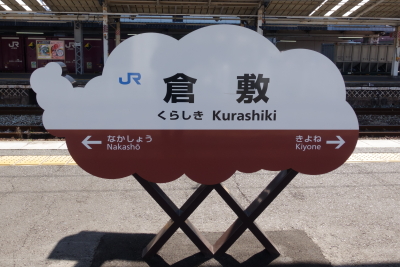 JR
倉敷
くらしき Kurashiki
← なかしょう
Nakashō
きよね →
Kiyone